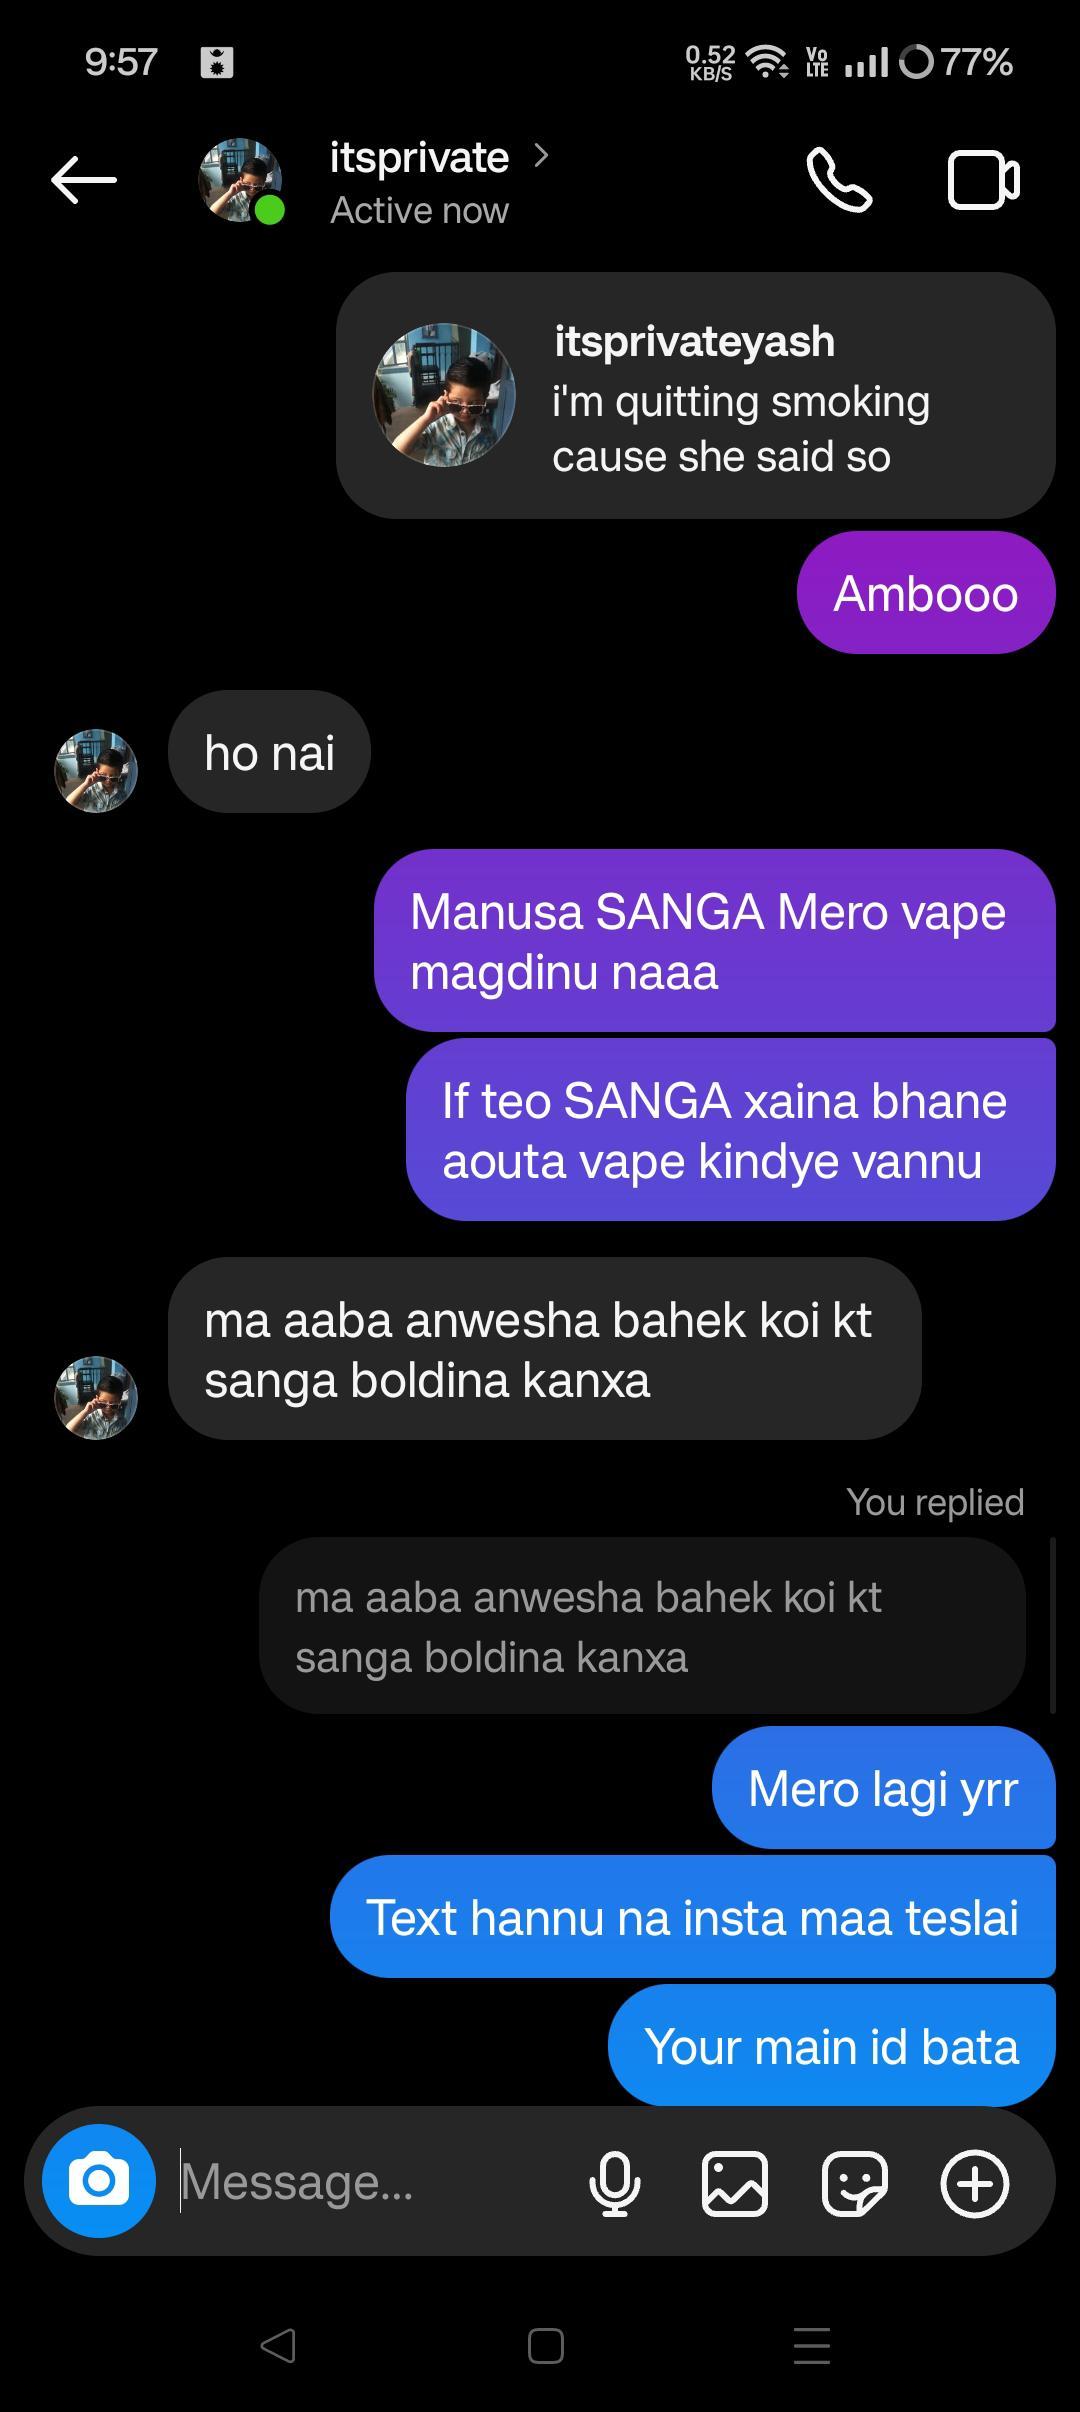 9:57
0.52
KB/S
Vo
LTE
77%
itsprivate
Active now
itsprivateyash
i'm quitting smoking
cause she said so
Ambooo
ho nai
Manusa SANGA Mero vape
magdinu naaa
If teo SANGA xaina bhane
aouta vape kindye vannu
ma aaba anwesha bahek koi kt
sanga boldina kanxa
You replied
ma aaba anwesha bahek koi kt
sanga boldina kanxa
Mero lagi yrr
Text hannu na insta maa teslai
Your main id bata
Message...